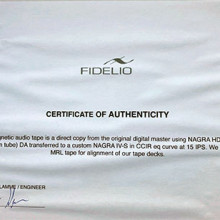 FIDELIO
CERTIFICATE OF AUTHENTICITY
gnetic audio tape is a direct copy from the original digital master using NAGRA HD
n tube) DA transferred to a custom NAGRA IV-S in CCIR eq curve at 15 IPS. We
MRL tape for alignment of our tape decks.
LAMME / ENGINEER